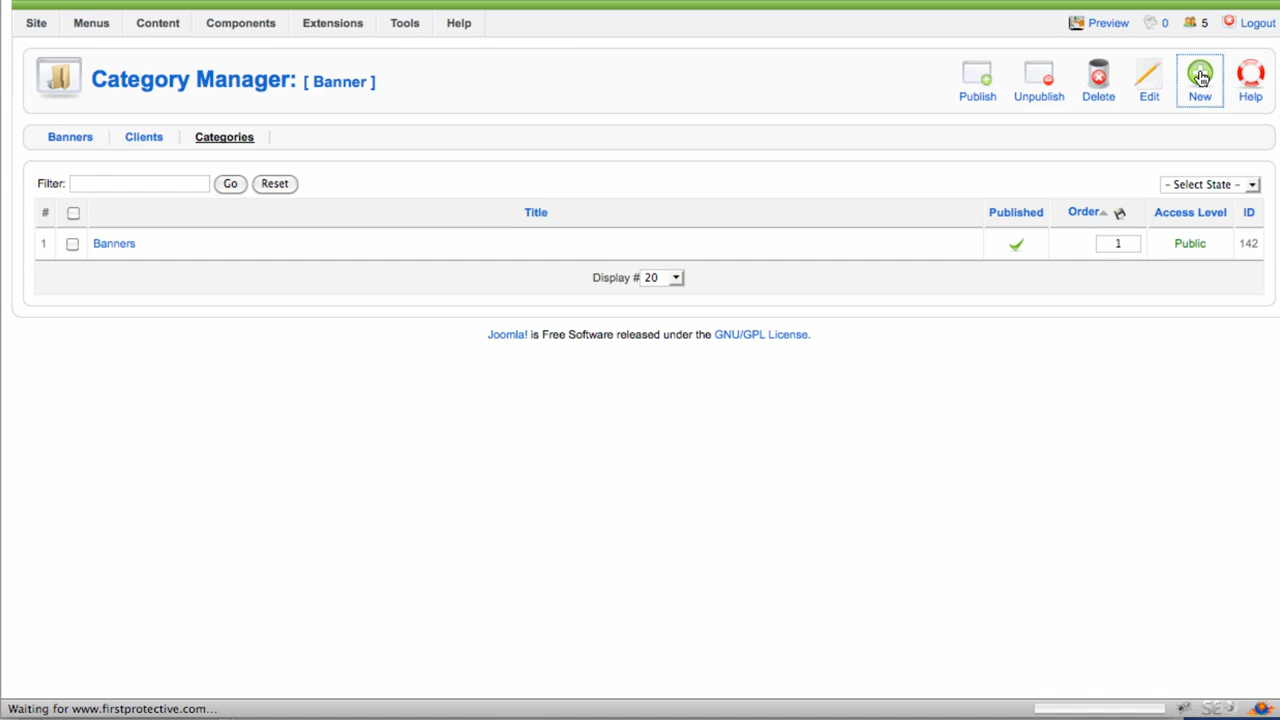 Site Menus Content Components Extensions Tools Help Preview 0 5 Logout
Category Manager: [ Banner ]
Publish Unpublish Delete Edit New Help
Banners Clients Categories
Filter: Go Reset - Select State -
# Title Published Order Access Level ID
1 Banners 1 Public 142
Display # 20
Joomla! is Free Software released under the GNU/GPL License.
Waiting for www.firstprotective.com...